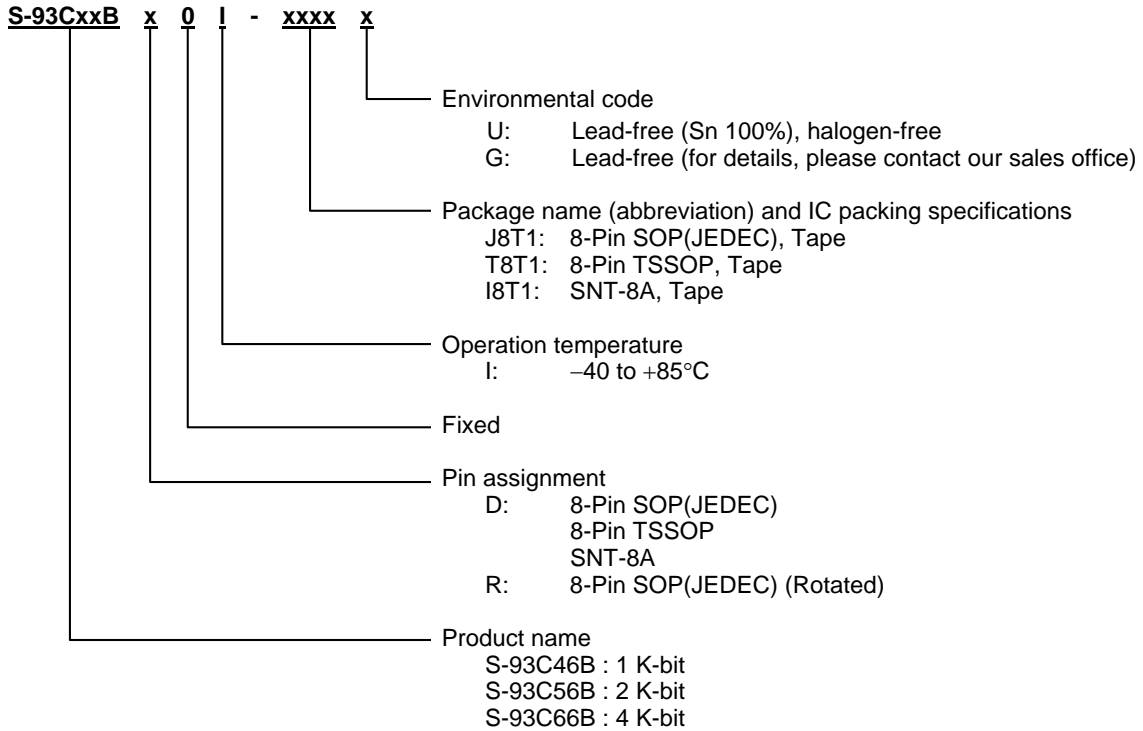 S-93CxxB x 0 I - xxxx x
Environmental code
U: Lead-free (Sn 100%), halogen-free
G: Lead-free (for details, please contact our sales office)
Package name (abbreviation) and IC packing specifications
J8T1: 8-Pin SOP(JEDEC), Tape
T8T1: 8-Pin TSSOP, Tape
I8T1: SNT-8A, Tape
Operation temperature
I: −40 to +85°C
Fixed
Pin assignment
D: 8-Pin SOP(JEDEC)
8-Pin TSSOP
SNT-8A
R: 8-Pin SOP(JEDEC) (Rotated)
Product name
S-93C46B : 1 K-bit
S-93C56B : 2 K-bit
S-93C66B : 4 K-bit